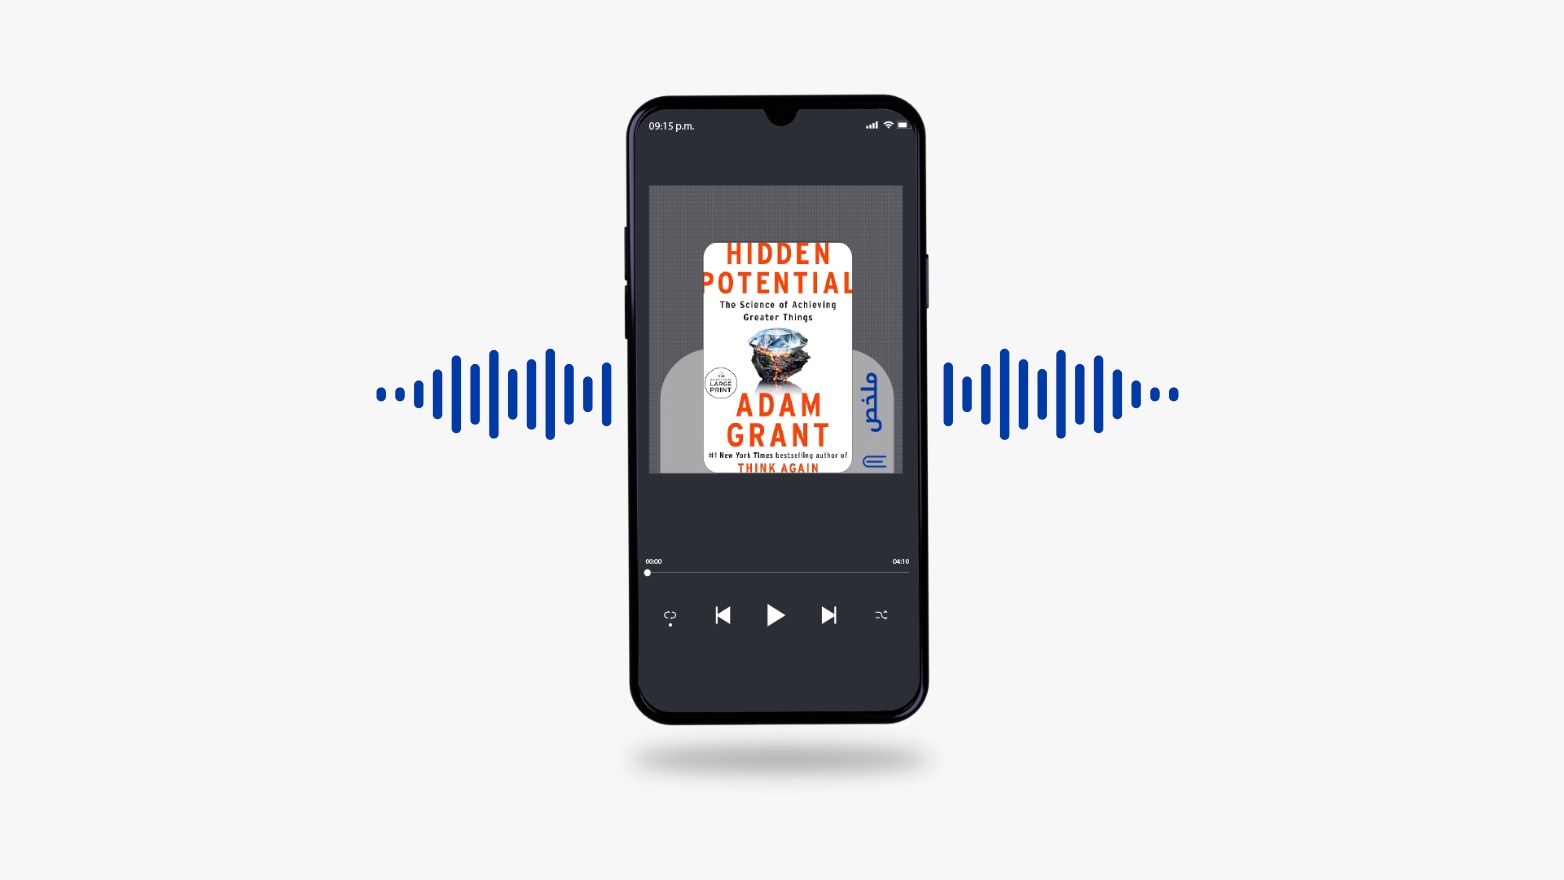 09:15 p.m.
HIDDEN
POTENTIAL
The Science of Achieving
Greater Things
LARGE
PRINT
ملخص
ADAM
GRANT
#1 New York Times bestselling author of
THINK AGAIN
00:00
04:10